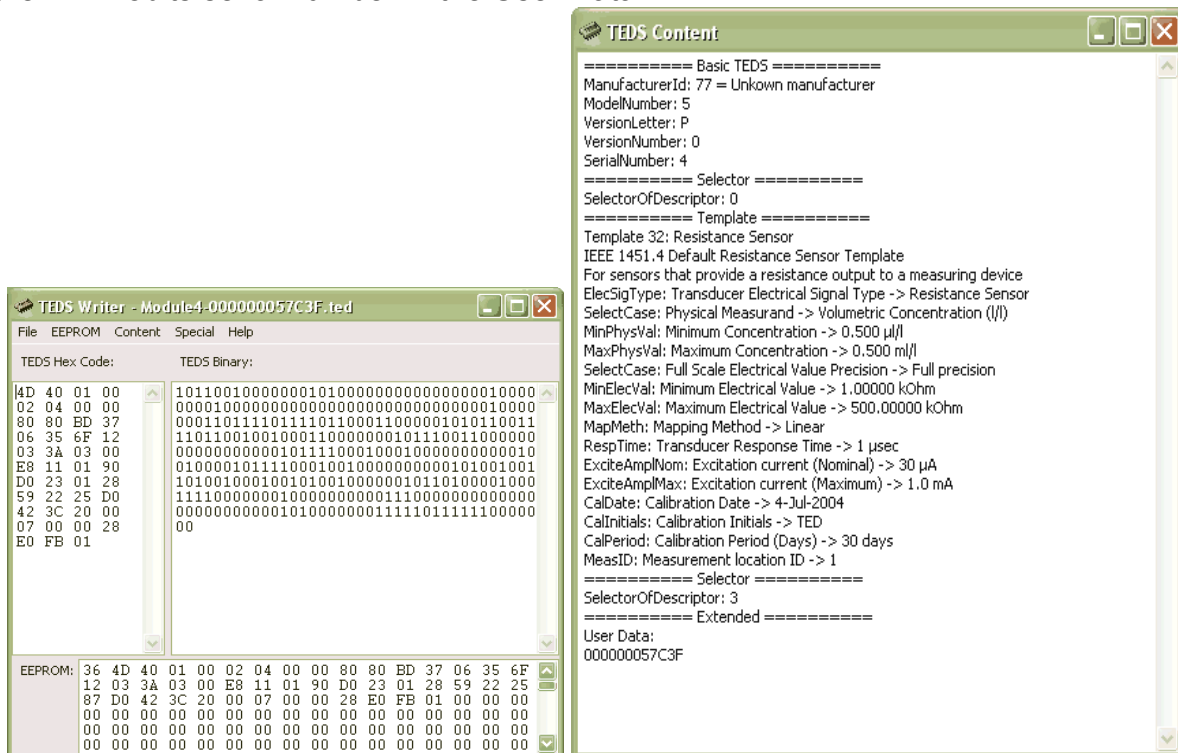 TEDS Writer - Module4-000000057C3F.ted
File EEPROM Content Special Help
TEDS Hex Code: TEDS Binary:
4D 40 01 00
02 04 00 00
80 80 BD 37
06 35 6F 12
03 3A 03 00
E8 11 01 90
D0 23 01 28
59 22 25 D0
42 3C 20 00
07 00 00 28
E0 FB 01
10110010000000101000000000000000010000
00001000000000000000000000000000010000
00011011110111101100011000001010110011
11011001001000110000000101110011000000
00000000000101111000100010000000000010
01000010111100010010000000000101001001
10100100010010100100000010110100001000
11110000000100000000001110000000000000
00000000000101000000011111011111100000
00
EEPROM: 36 4D 40 01 00 02 04 00 00 80 80 BD 37 06 35 6F
12 03 3A 03 00 E8 11 01 90 D0 23 01 28 59 22 25
87 D0 42 3C 20 00 07 00 00 28 E0 FB 01 00 00 00
00 00 00 00 00 00 00 00 00 00 00 00 00 00 00 00
00 00 00 00 00 00 00 00 00 00 00 00 00 00 00 00
00 00 00 00 00 00 00 00 00 00 00 00 00 00 00 00
TEDS Content
========== Basic TEDS ==========
ManufacturerId: 77 = Unkown manufacturer
ModelNumber: 5
VersionLetter: P
VersionNumber: 0
SerialNumber: 4
========== Selector ==========
SelectorOfDescriptor: 0
========== Template ==========
Template 32: Resistance Sensor
IEEE 1451.4 Default Resistance Sensor Template
For sensors that provide a resistance output to a measuring device
ElecSigType: Transducer Electrical Signal Type -> Resistance Sensor
SelectCase: Physical Measurand -> Volumetric Concentration (l/l)
MinPhysVal: Minimum Concentration -> 0.500 µl/l
MaxPhysVal: Maximum Concentration -> 0.500 ml/l
SelectCase: Full Scale Electrical Value Precision -> Full precision
MinElecVal: Minimum Electrical Value -> 1.00000 kOhm
MaxElecVal: Maximum Electrical Value -> 500.00000 kOhm
MapMeth: Mapping Method -> Linear
RespTime: Transducer Response Time -> 1 µsec
ExciteAmplNom: Excitation current (Nominal) -> 30 µA
ExciteAmplMax: Excitation current (Maximum) -> 1.0 mA
CalDate: Calibration Date -> 4-Jul-2004
CalInitials: Calibration Initials -> TED
CalPeriod: Calibration Period (Days) -> 30 days
MeasID: Measurement location ID -> 1
========== Selector ==========
SelectorOfDescriptor: 3
========== Extended ==========
User Data:
000000057C3F